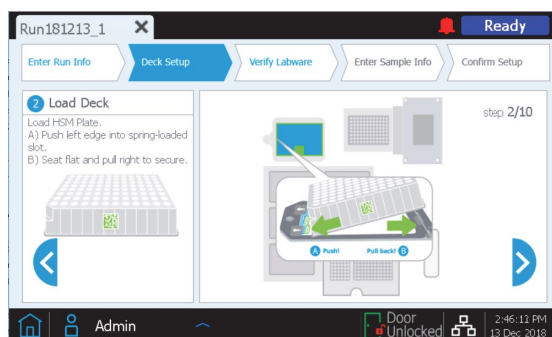 Run181213_1
Ready
Enter Run Info
Deck Setup
Verify Labware
Enter Sample Info
Confirm Setup
2 Load Deck
Load HSM Plate.
A) Push left edge into spring-loaded
slot.
B) Seat flat and pull right to secure.
step 2/10
A Push!
Pull back! B
Admin
Door
Unlocked
2:46:12 PM
13 Dec 2018